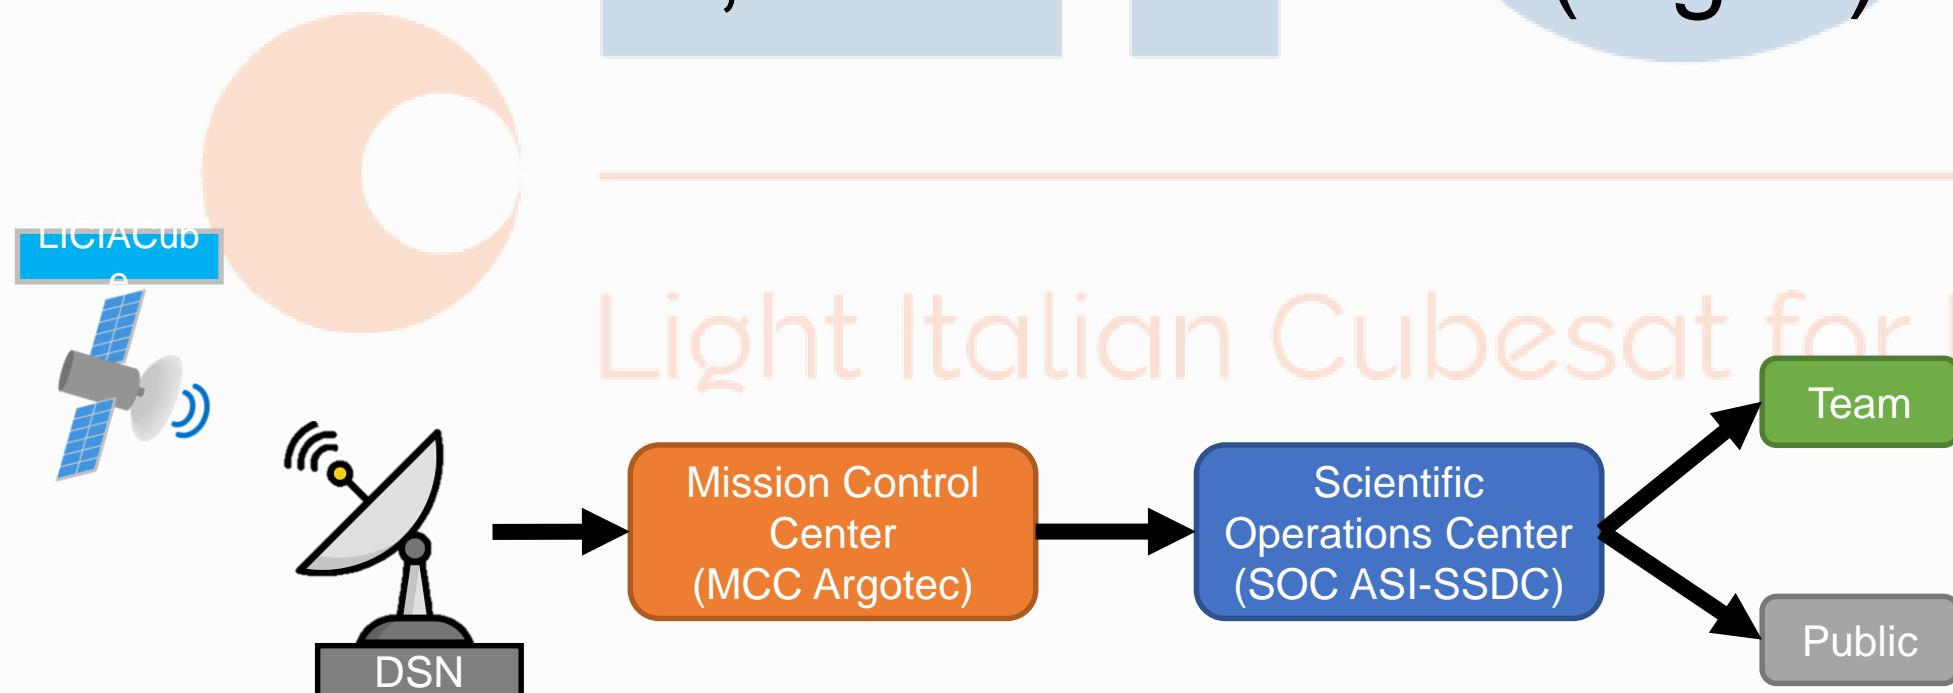 LICIACub
e
Light Italian Cubesat for
Team
Mission Control
Center
(MCC Argotec)
Scientific
Operations Center
(SOC ASI-SSDC)
Public
DSN